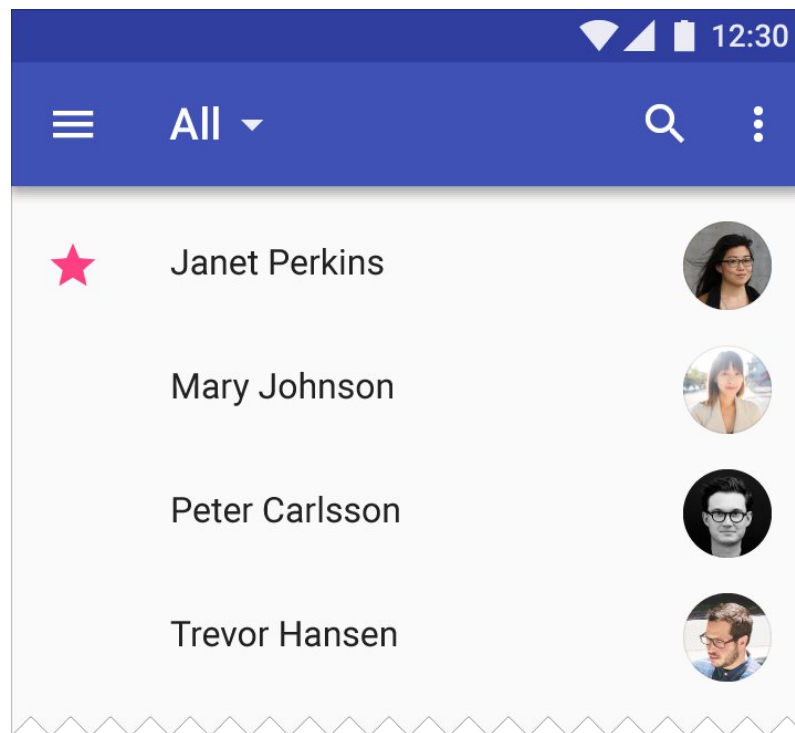 12:30
All
Janet Perkins
Mary Johnson
Peter Carlsson
Trevor Hansen